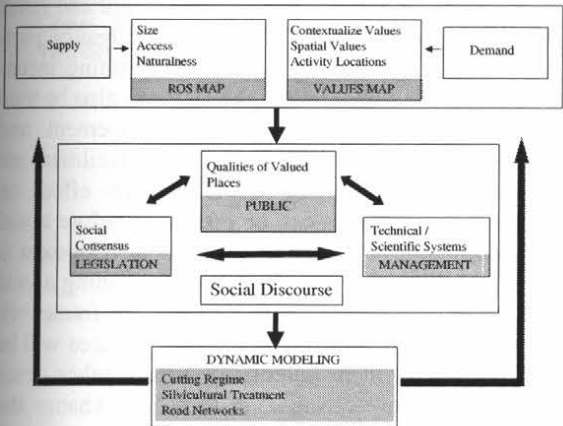 Supply
Size
Access
Naturalness
ROS MAP
Contextualize Values
Spatial Values
Activity Locations
VALUES MAP
Demand
Qualities of Valued
Places
PUBLIC
Social
Consensus
LEGISLATION
Technical /
Scientific Systems
MANAGEMENT
Social Discourse
DYNAMIC MODELING
Cutting Regime
Silvicultural Treatment
Road Networks